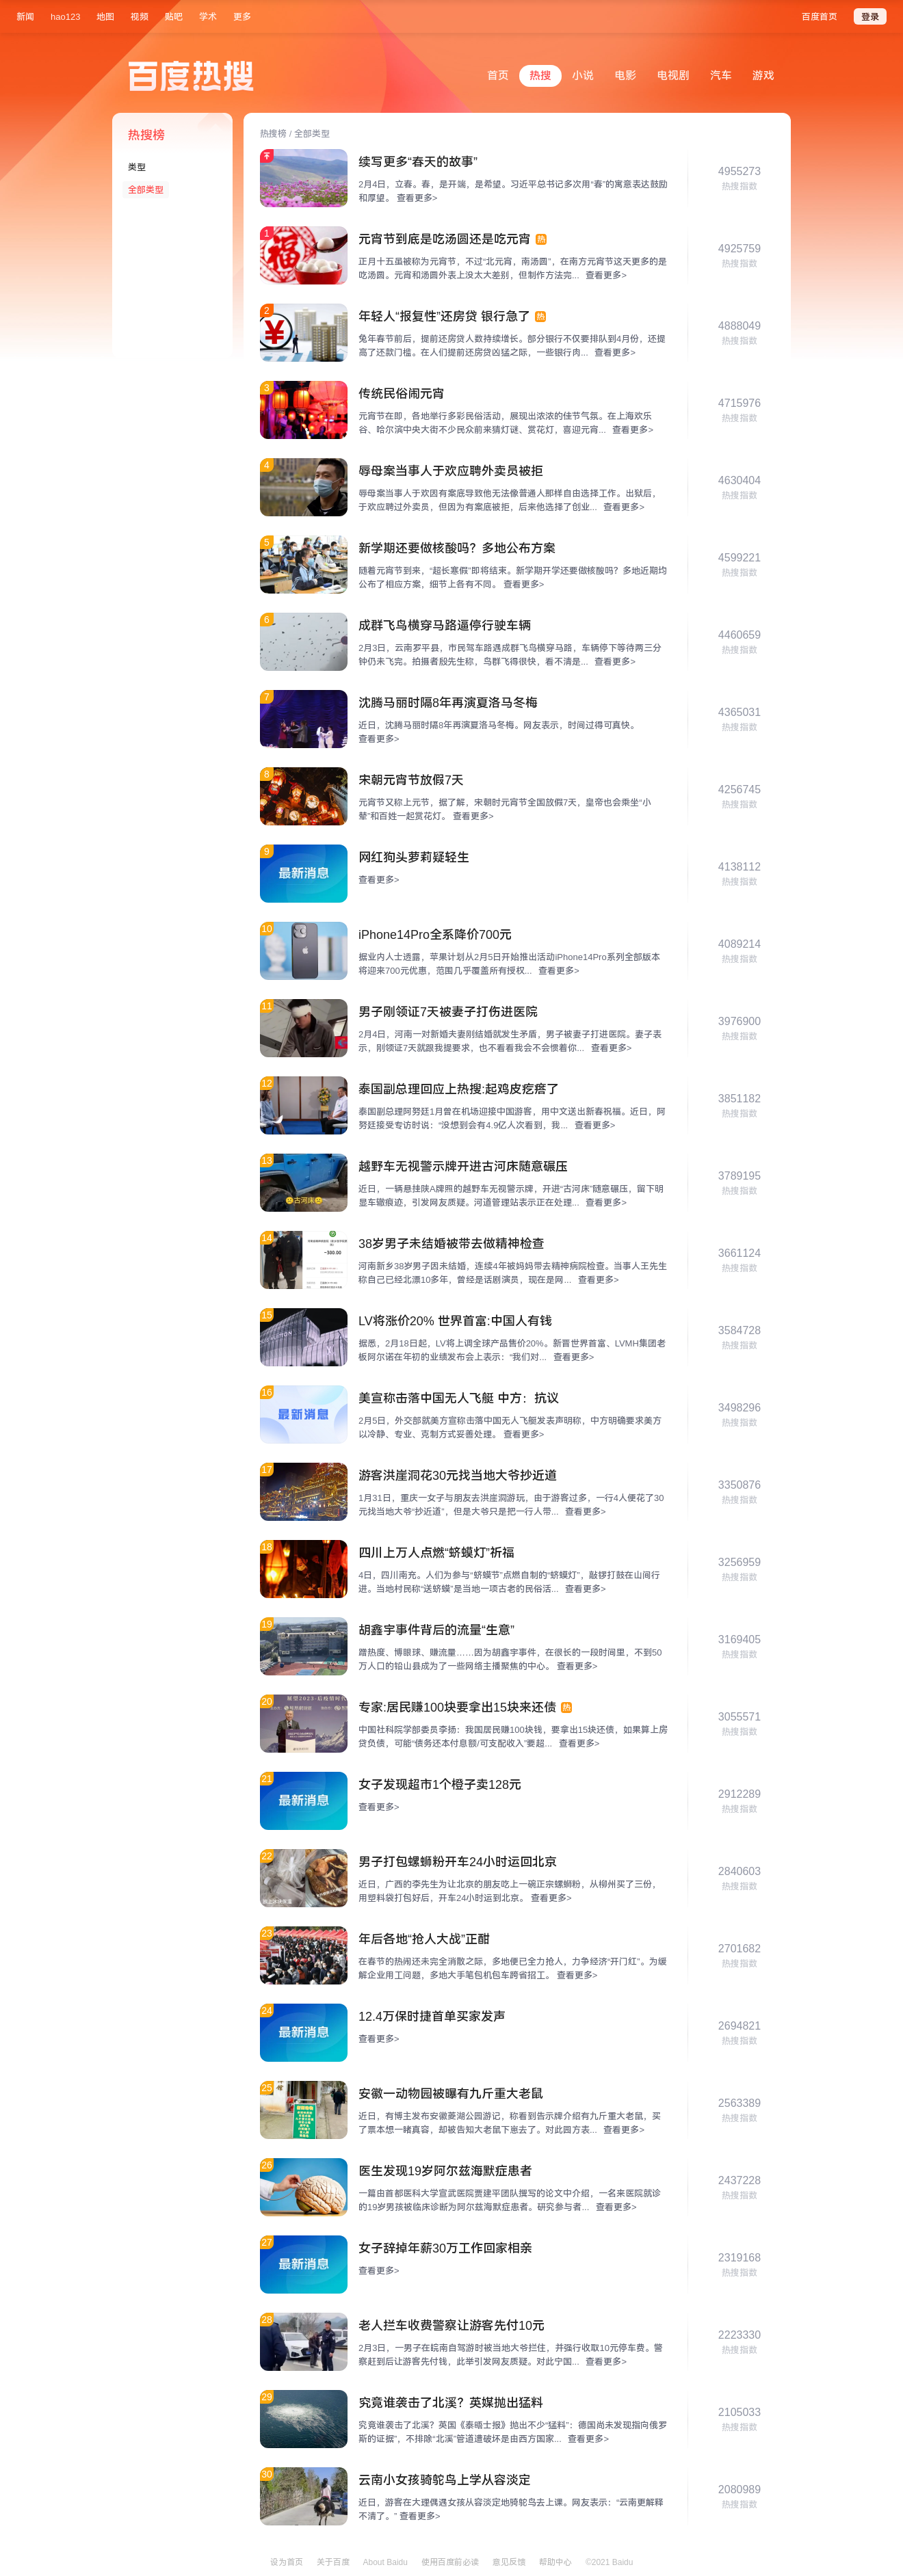 新闻 hao123 地图 视频 贴吧 学术 更多 百度首页 登录
百度热搜
首页 热搜 小说 电影 电视剧 汽车 游戏
热搜榜
类型
全部类型
热搜榜 / 全部类型
续写更多“春天的故事”
2月4日，立春。春，是开端，是希望。习近平总书记多次用“春”的寓意表达鼓励
和厚望。 查看更多>
4955273
热搜指数
1
元宵节到底是吃汤圆还是吃元宵 热
正月十五虽被称为元宵节，不过“北元宵，南汤圆”，在南方元宵节这天更多的是
吃汤圆。元宵和汤圆外表上没太大差别，但制作方法完... 查看更多>
4925759
热搜指数
2
年轻人“报复性”还房贷 银行急了 热
兔年春节前后，提前还房贷人数持续增长。部分银行不仅要排队到4月份，还提
高了还款门槛。在人们提前还房贷凶猛之际，一些银行肉... 查看更多>
4888049
热搜指数
3
传统民俗闹元宵
元宵节在即，各地举行多彩民俗活动，展现出浓浓的佳节气氛。在上海欢乐
谷、哈尔滨中央大街不少民众前来猜灯谜、赏花灯，喜迎元宵... 查看更多>
4715976
热搜指数
4
辱母案当事人于欢应聘外卖员被拒
辱母案当事人于欢因有案底导致他无法像普通人那样自由选择工作。出狱后，
于欢应聘过外卖员，但因为有案底被拒，后来他选择了创业... 查看更多>
4630404
热搜指数
5
新学期还要做核酸吗？多地公布方案
随着元宵节到来，“超长寒假”即将结束。新学期开学还要做核酸吗？多地近期均
公布了相应方案，细节上各有不同。 查看更多>
4599221
热搜指数
6
成群飞鸟横穿马路逼停行驶车辆
2月3日，云南罗平县，市民驾车路遇成群飞鸟横穿马路，车辆停下等待两三分
钟仍未飞完。拍摄者殷先生称，鸟群飞得很快，看不清是... 查看更多>
4460659
热搜指数
7
沈腾马丽时隔8年再演夏洛马冬梅
近日，沈腾马丽时隔8年再演夏洛马冬梅。网友表示，时间过得可真快。
查看更多>
4365031
热搜指数
8
宋朝元宵节放假7天
元宵节又称上元节，据了解，宋朝时元宵节全国放假7天，皇帝也会乘坐“小
辇”和百姓一起赏花灯。 查看更多>
4256745
热搜指数
9
最新消息
网红狗头萝莉疑轻生
查看更多>
4138112
热搜指数
10
iPhone14Pro全系降价700元
据业内人士透露，苹果计划从2月5日开始推出活动iPhone14Pro系列全部版本
将迎来700元优惠，范围几乎覆盖所有授权... 查看更多>
4089214
热搜指数
11
男子刚领证7天被妻子打伤进医院
2月4日，河南一对新婚夫妻刚结婚就发生矛盾，男子被妻子打进医院。妻子表
示，刚领证7天就跟我提要求，也不看看我会不会惯着你... 查看更多>
3976900
热搜指数
12
泰国副总理回应上热搜:起鸡皮疙瘩了
泰国副总理阿努廷1月曾在机场迎接中国游客，用中文送出新春祝福。近日，阿
努廷接受专访时说：“没想到会有4.9亿人次看到，我... 查看更多>
3851182
热搜指数
13
古河床
越野车无视警示牌开进古河床随意碾压
近日，一辆悬挂陕A牌照的越野车无视警示牌，开进“古河床”随意碾压，留下明
显车辙痕迹，引发网友质疑。河道管理站表示正在处理... 查看更多>
3789195
热搜指数
14
38岁男子未结婚被带去做精神检查
河南新乡38岁男子因未结婚，连续4年被妈妈带去精神病院检查。当事人王先生
称自己已经北漂10多年，曾经是话剧演员，现在是网... 查看更多>
3661124
热搜指数
15
LV将涨价20% 世界首富:中国人有钱
据悉，2月18日起，LV将上调全球产品售价20%。新晋世界首富、LVMH集团老
板阿尔诺在年初的业绩发布会上表示：“我们对... 查看更多>
3584728
热搜指数
16
最新消息
美宣称击落中国无人飞艇 中方：抗议
2月5日，外交部就美方宣称击落中国无人飞艇发表声明称，中方明确要求美方
以冷静、专业、克制方式妥善处理。 查看更多>
3498296
热搜指数
17
游客洪崖洞花30元找当地大爷抄近道
1月31日，重庆一女子与朋友去洪崖洞游玩，由于游客过多，一行4人便花了30
元找当地大爷“抄近道”，但是大爷只是把一行人带... 查看更多>
3350876
热搜指数
18
四川上万人点燃“蛴蟆灯”祈福
4日，四川南充。人们为参与“蛴蟆节”点燃自制的“蛴蟆灯”，敲锣打鼓在山间行
进。当地村民称“送蛴蟆”是当地一项古老的民俗活... 查看更多>
3256959
热搜指数
19
胡鑫宇事件背后的流量“生意”
蹭热度、博眼球、赚流量……因为胡鑫宇事件，在很长的一段时间里，不到50
万人口的铅山县成为了一些网络主播聚焦的中心。 查看更多>
3169405
热搜指数
20
专家:居民赚100块要拿出15块来还债 热
中国社科院学部委员李扬：我国居民赚100块钱，要拿出15块还债，如果算上房
贷负债，可能“债务还本付息额/可支配收入”要超... 查看更多>
3055571
热搜指数
21
最新消息
女子发现超市1个橙子卖128元
查看更多>
2912289
热搜指数
22
男子打包螺蛳粉开车24小时运回北京
近日，广西的李先生为让北京的朋友吃上一碗正宗螺蛳粉，从柳州买了三份，
用塑料袋打包好后，开车24小时运到北京。 查看更多>
2840603
热搜指数
23
年后各地“抢人大战”正酣
在春节的热闹还未完全消散之际，多地便已全力抢人，力争经济“开门红”。为缓
解企业用工问题，多地大手笔包机包车跨省招工。 查看更多>
2701682
热搜指数
24
最新消息
12.4万保时捷首单买家发声
查看更多>
2694821
热搜指数
25
安徽一动物园被曝有九斤重大老鼠
近日，有博主发布安徽菱湖公园游记，称看到告示牌介绍有九斤重大老鼠，买
了票本想一睹真容，却被告知大老鼠下崽去了。对此园方表... 查看更多>
2563389
热搜指数
26
医生发现19岁阿尔兹海默症患者
一篇由首都医科大学宣武医院贾建平团队撰写的论文中介绍，一名来医院就诊
的19岁男孩被临床诊断为阿尔兹海默症患者。研究参与者... 查看更多>
2437228
热搜指数
27
最新消息
女子辞掉年薪30万工作回家相亲
查看更多>
2319168
热搜指数
28
老人拦车收费警察让游客先付10元
2月3日，一男子在皖南自驾游时被当地大爷拦住，并强行收取10元停车费。警
察赶到后让游客先付钱，此举引发网友质疑。对此宁国... 查看更多>
2223330
热搜指数
29
究竟谁袭击了北溪？英媒抛出猛料
究竟谁袭击了北溪？英国《泰晤士报》抛出不少“猛料”：德国尚未发现指向俄罗
斯的证据”，不排除“北溪”管道遭破坏是由西方国家... 查看更多>
2105033
热搜指数
30
云南小女孩骑鸵鸟上学从容淡定
近日，游客在大理偶遇女孩从容淡定地骑鸵鸟去上课。网友表示：“云南更解释
不清了。” 查看更多>
2080989
热搜指数
设为首页 关于百度 About Baidu 使用百度前必读 意见反馈 帮助中心 ©2021 Baidu